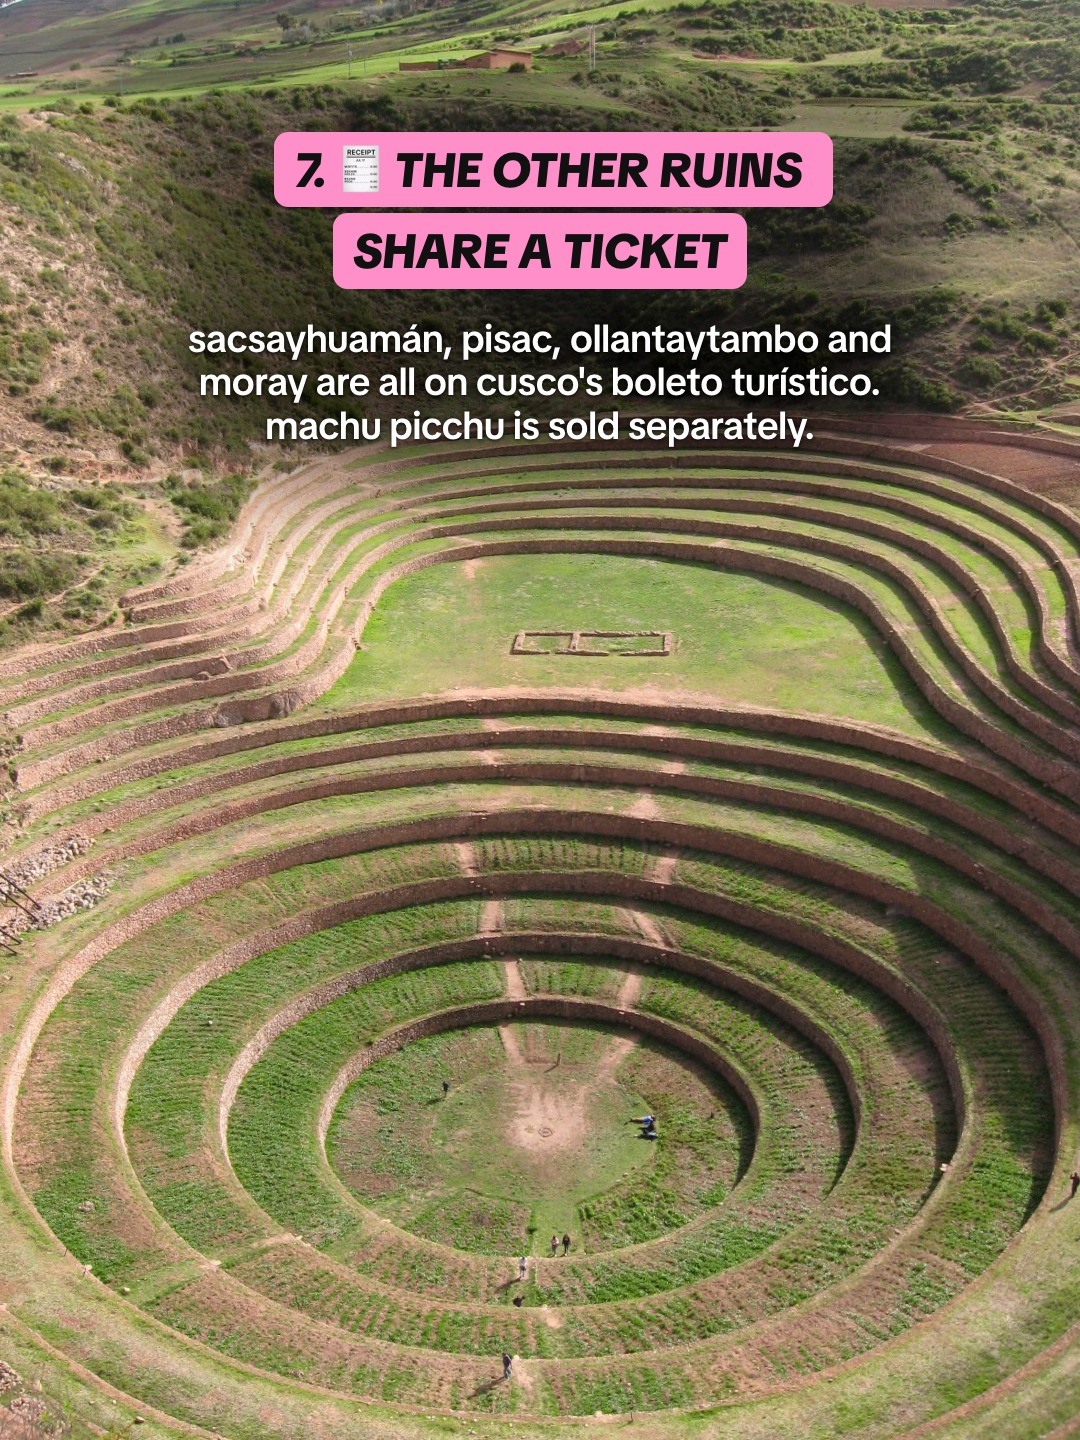 7. 🧾 THE OTHER RUINS
SHARE A TICKET
sacsayhuamán, pisac, ollantaytambo and
moray are all on cusco's boleto turístico.
machu picchu is sold separately.